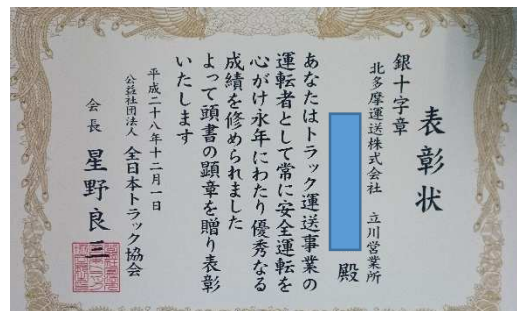 表彰状
銀十字章
北多摩運送株式会社 立川営業所
殿
あなたはトラック運送事業の
運転者として常に安全運転を
心がけ永年にわたり優秀なる
成績を修められました
よって頭書の顕章を贈り表彰
いたします
平成二十八年十二月一日
公益社団法人 全日本トラック協会
会長 星野良三